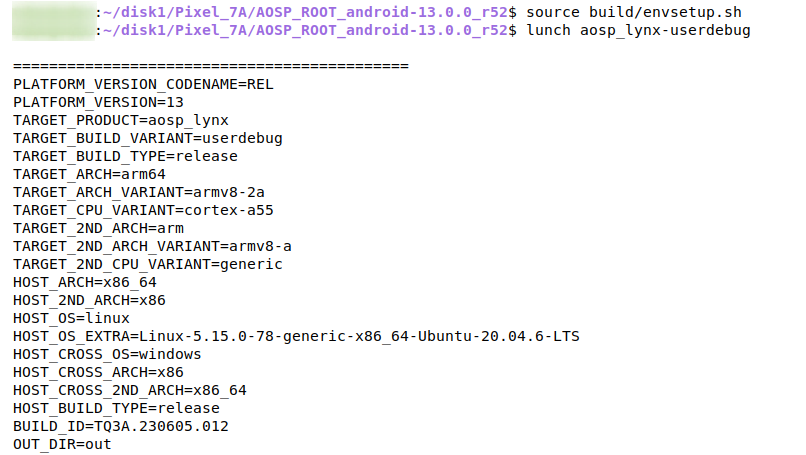 :~/disk1/Pixel_7A/AOSP_ROOT_android-13.0.0_r52$ source build/envsetup.sh
:~/disk1/Pixel_7A/AOSP_ROOT_android-13.0.0_r52$ lunch aosp_lynx-userdebug
============================================
PLATFORM_VERSION_CODENAME=REL
PLATFORM_VERSION=13
TARGET_PRODUCT=aosp_lynx
TARGET_BUILD_VARIANT=userdebug
TARGET_BUILD_TYPE=release
TARGET_ARCH=arm64
TARGET_ARCH_VARIANT=armv8-2a
TARGET_CPU_VARIANT=cortex-a55
TARGET_2ND_ARCH=arm
TARGET_2ND_ARCH_VARIANT=armv8-a
TARGET_2ND_CPU_VARIANT=generic
HOST_ARCH=x86_64
HOST_2ND_ARCH=x86
HOST_OS=linux
HOST_OS_EXTRA=Linux-5.15.0-78-generic-x86_64-Ubuntu-20.04.6-LTS
HOST_CROSS_OS=windows
HOST_CROSS_ARCH=x86
HOST_CROSS_2ND_ARCH=x86_64
HOST_BUILD_TYPE=release
BUILD_ID=TQ3A.230605.012
OUT_DIR=out